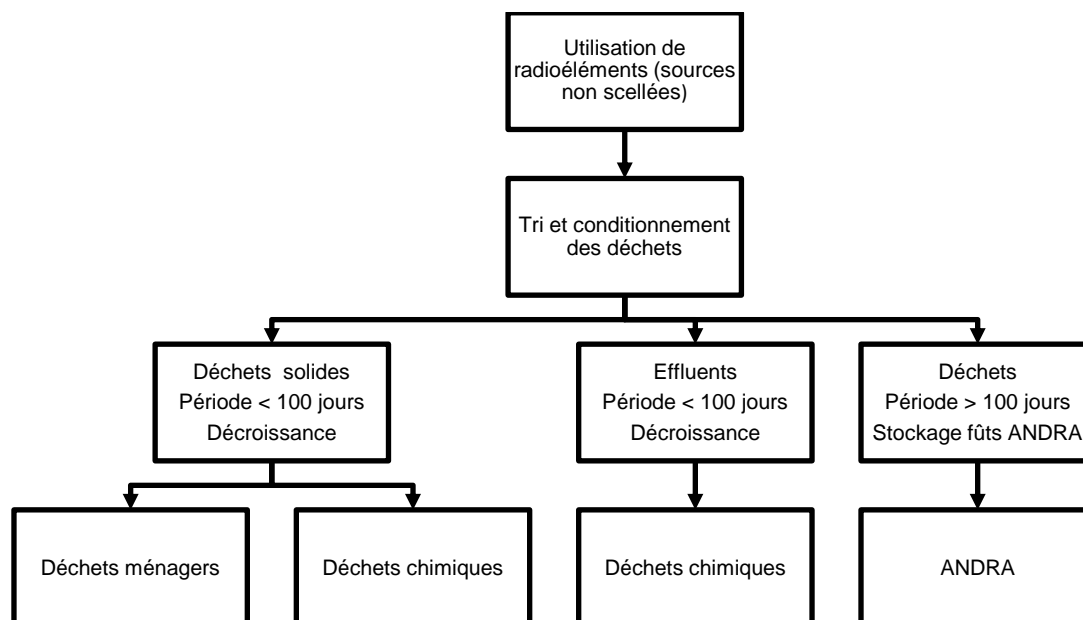 Utilisation de
radioéléments (sources
non scellées)
Tri et conditionnement
des déchets
Déchets solides
Période < 100 jours
Décroissance
Effluents
Période < 100 jours
Décroissance
Déchets
Période > 100 jours
Stockage fûts ANDRA
Déchets ménagers
Déchets chimiques
Déchets chimiques
ANDRA